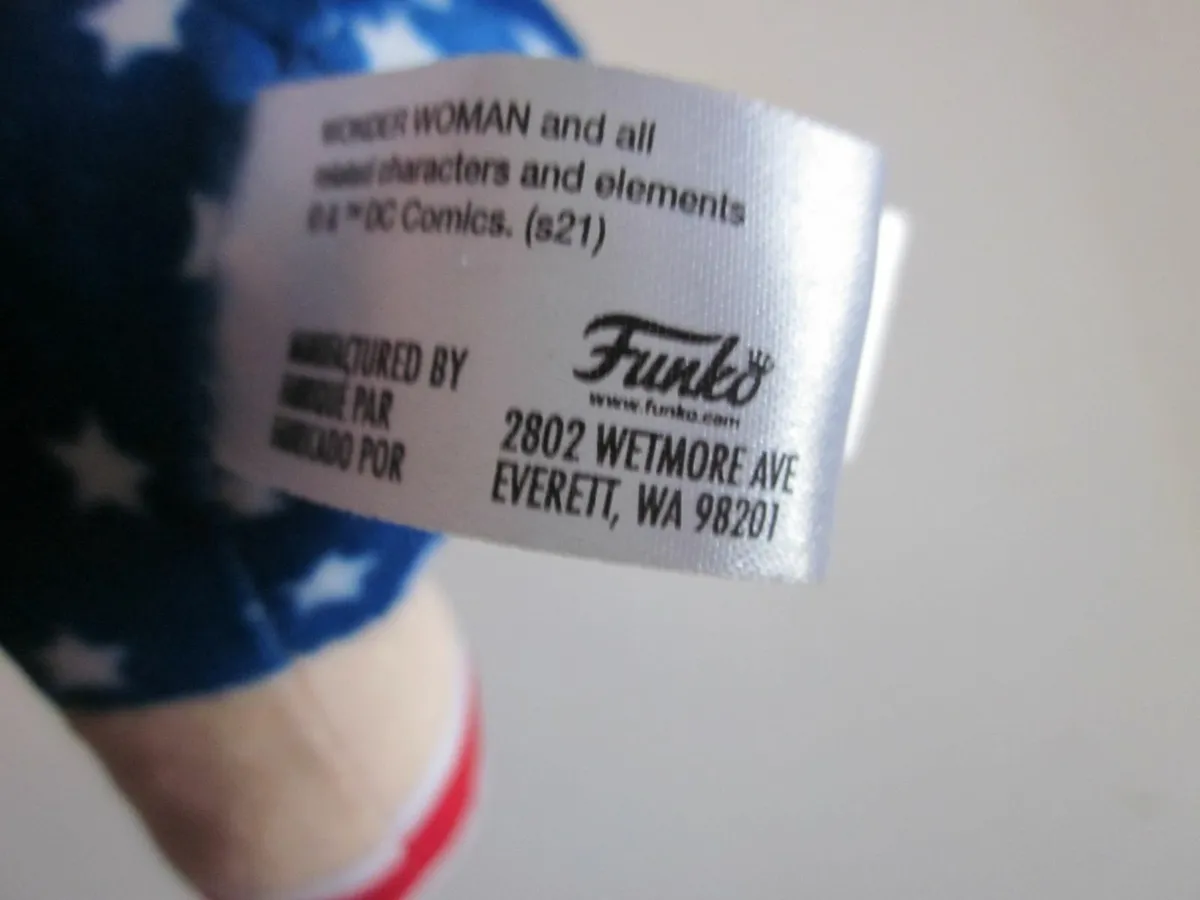 WONDER WOMAN and all
related characters and elements
© & ™ DC Comics. (s21)
MANUFACTURED BY
FABRIQUÉ PAR
FABRICADO POR
Funko
www.funko.com
2802 WETMORE AVE
EVERETT, WA 98201